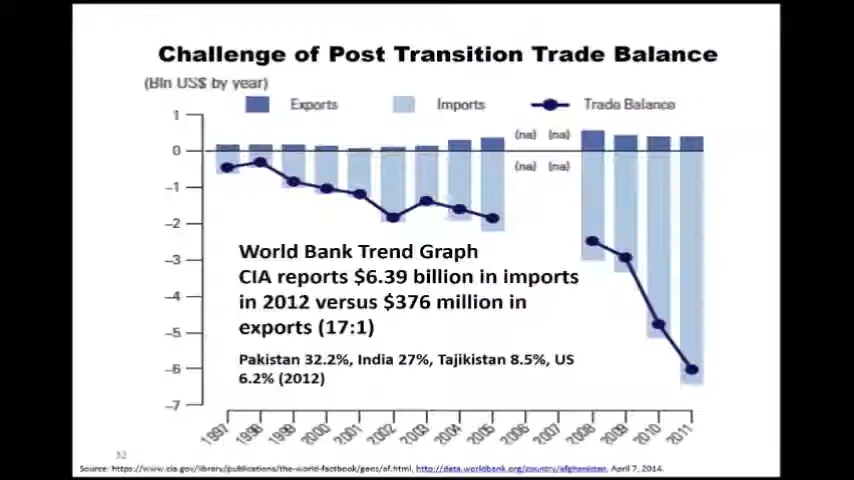 Challenge of Post Transition Trade Balance
(Bln US$ by year)
Exports Imports Trade Balance
1
0
-1
-2
-3
-4
-5
-6
-7
(na) (na)
(na) (na)
World Bank Trend Graph
CIA reports $6.39 billion in imports
in 2012 versus $376 million in
exports (17:1)
Pakistan 32.2%, India 27%, Tajikistan 8.5%, US
6.2% (2012)
1997 1998 1999 2000 2001 2002 2003 2004 2005 2006 2007 2008 2009 2010 2011
32
Source: https://www.cia.gov/library/publications/the-world-factbook/geos/af.html, http://data.worldbank.org/country/afghanistan, April 7, 2014.